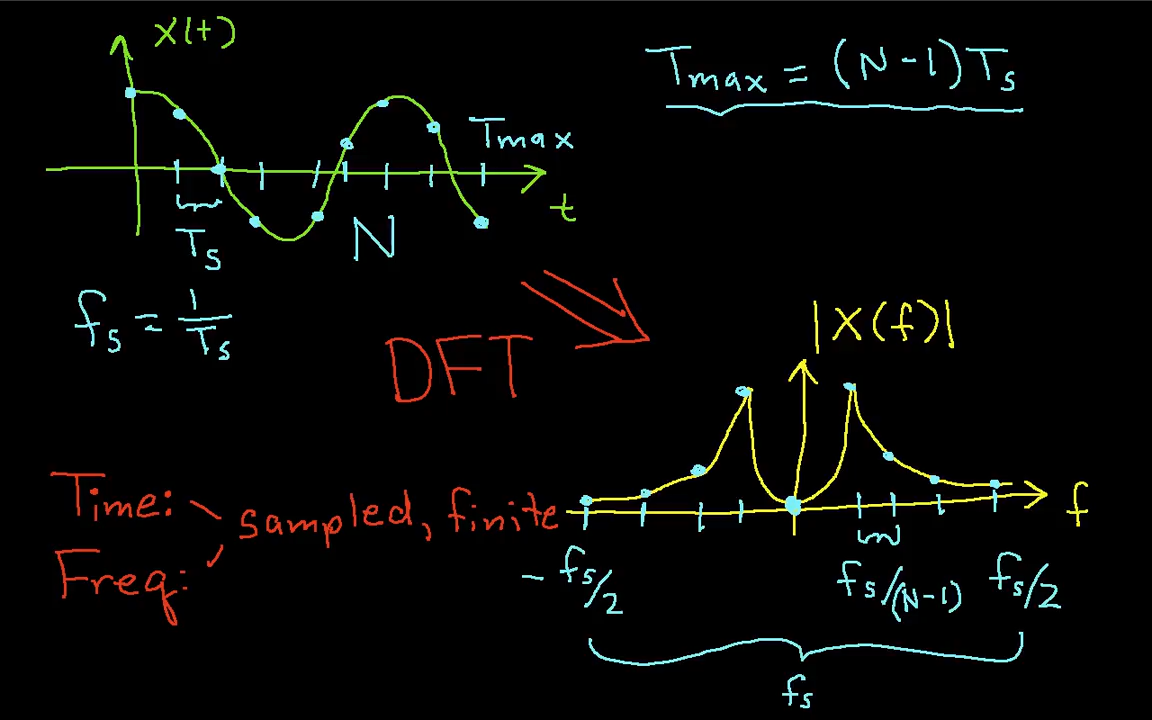 x(t)
Tmax = (N-1)Ts
Tmax
t
Ts
N
fs = 1/Ts
DFT
|X(f)|
Time:
Freq:
sampled, finite
f
-fs/2
fs/(N-1)
fs/2
fs